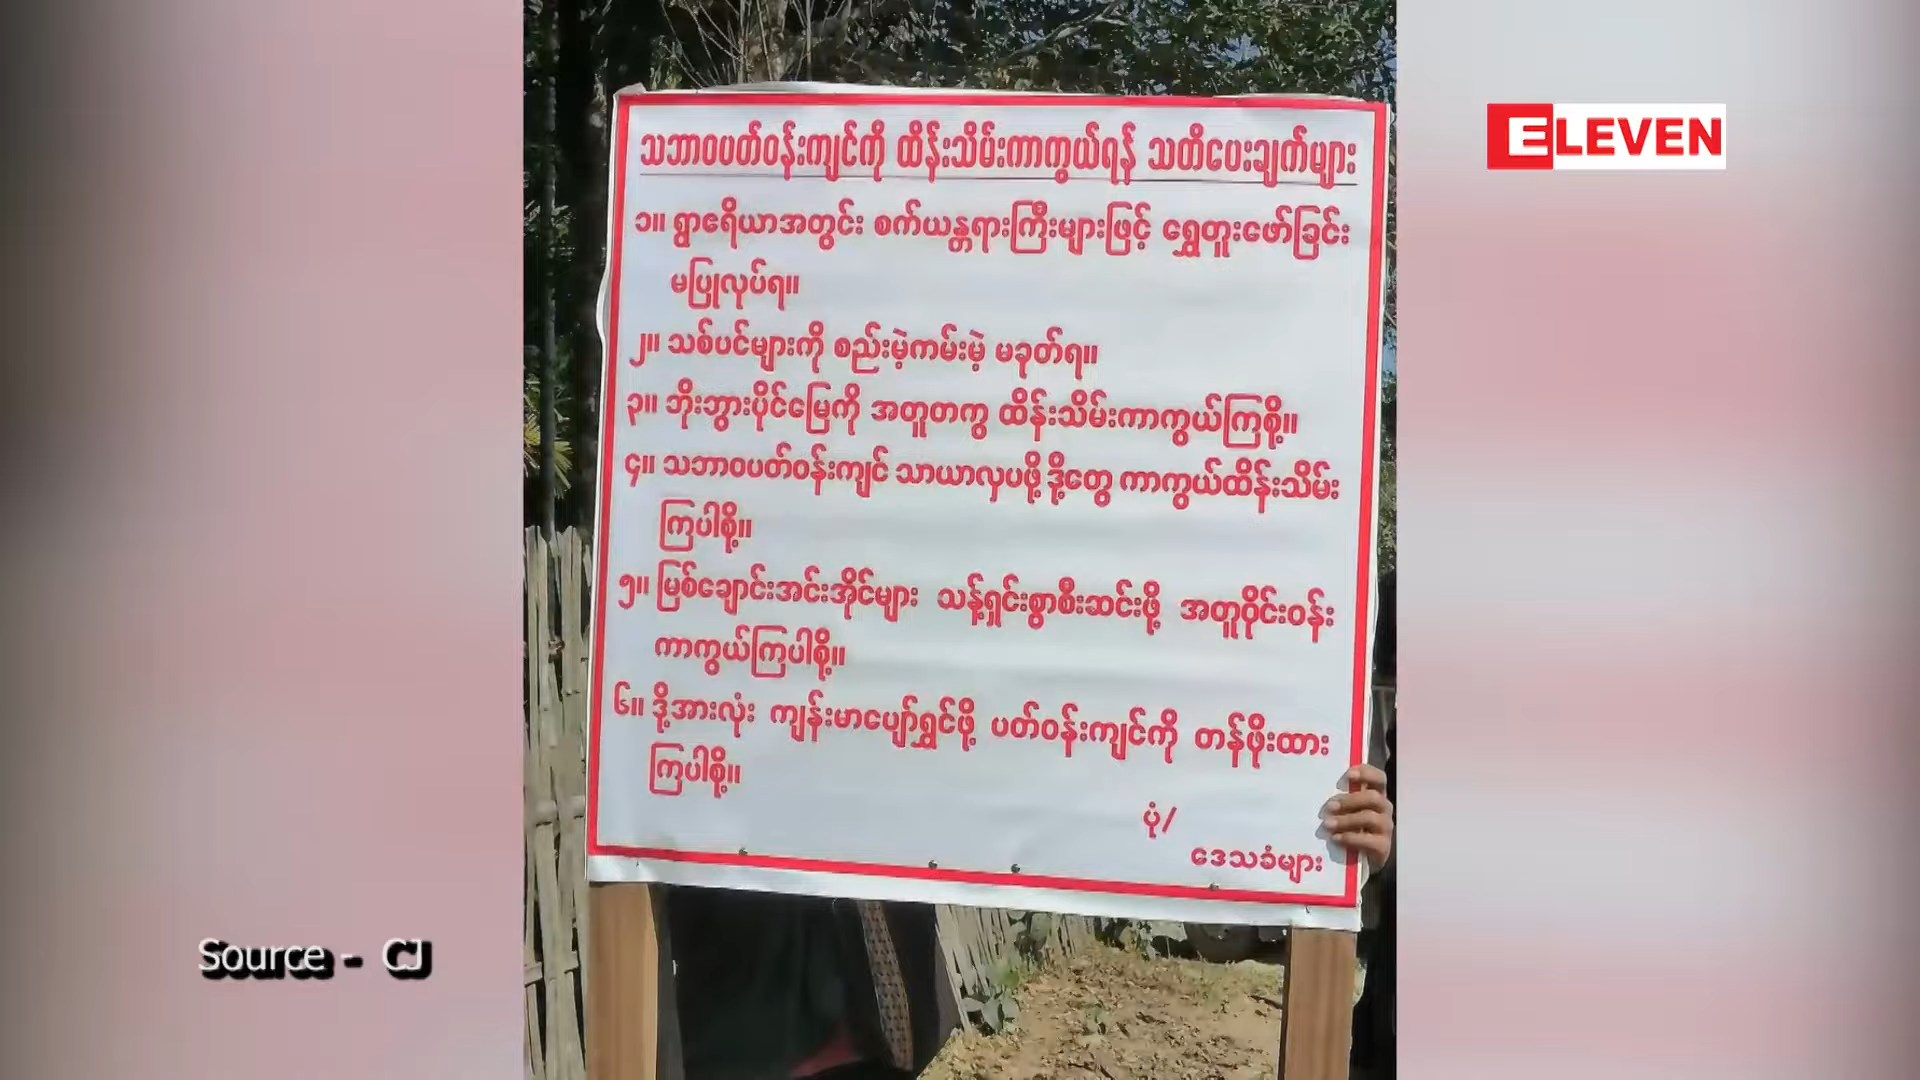 ELEVEN
သဘာဝပတ်ဝန်းကျင်ကို ထိန်းသိမ်းကာကွယ်ရန် သတိပေးချက်များ
၁။ ရွာဧရိယာအတွင်း စက်ယန္တရားကြီးများဖြင့် ရွှေတူးဖော်ခြင်း
မပြုလုပ်ရ။
၂။ သစ်ပင်များကို စည်းမဲ့ကမ်းမဲ့ မခုတ်ရ။
၃။ ဘိုးဘွားပိုင်မြေကို အတူတကွ ထိန်းသိမ်းကာကွယ်ကြစို့။
၄။ သဘာဝပတ်ဝန်းကျင် သာယာလှပဖို့ ဒို့တွေ ကာကွယ်ထိန်းသိမ်း
ကြပါစို့။
၅။ မြစ်ချောင်းအင်းအိုင်များ သန့်ရှင်းစွာစီးဆင်းဖို့ အတူဝိုင်းဝန်း
ကာကွယ်ကြပါစို့။
၆။ ဒို့အားလုံး ကျန်းမာပျော်ရွှင်ဖို့ ပတ်ဝန်းကျင်ကို တန်ဖိုးထား
ကြပါစို့။
ပုံ/
ဒေသခံများ
Source - CJ